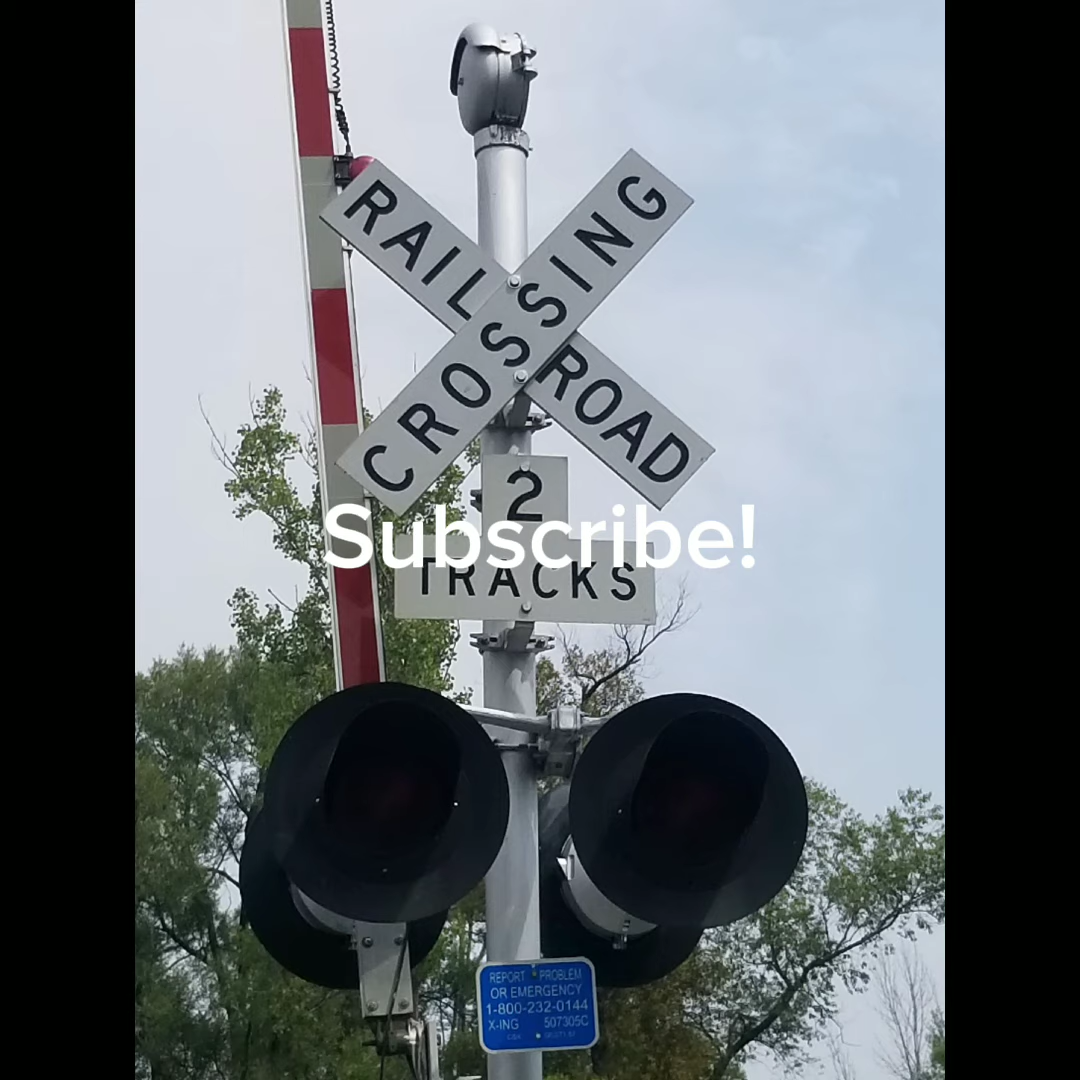 RAILROAD
CROSSING
2
Subscribe!
TRACKS
REPORT PROBLEM
OR EMERGENCY
1-800-232-0144
X-ING 507305C